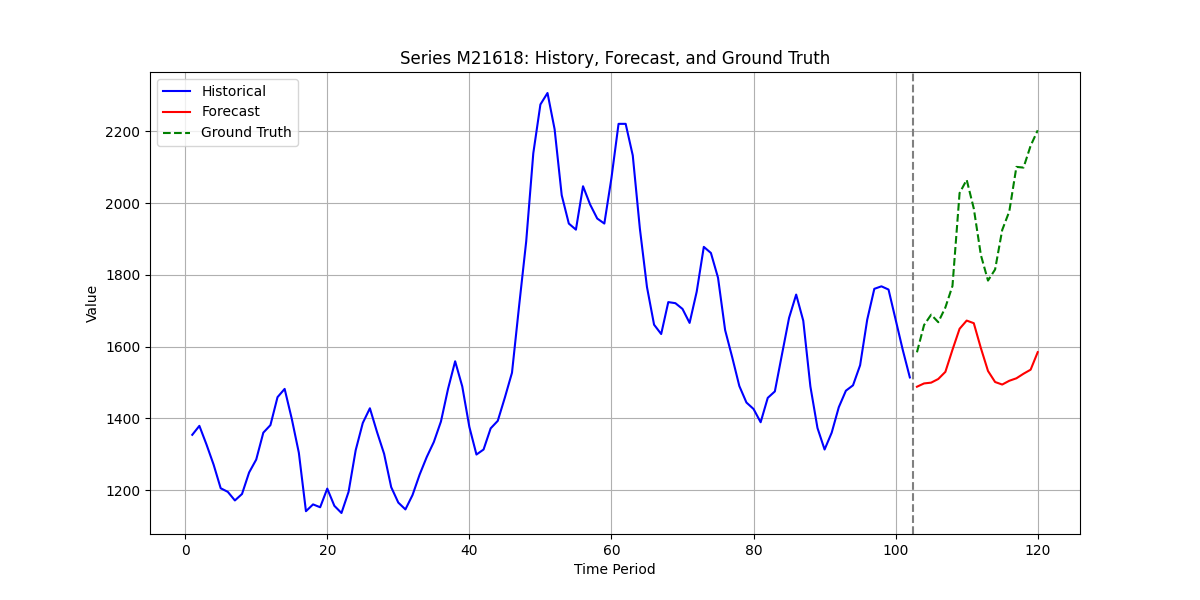 Series M21618: History, Forecast, and Ground Truth
Historical
Forecast
Ground Truth
2200
2000
1800
1600
1400
1200
Value
0 20 40 60 80 100 120
Time Period